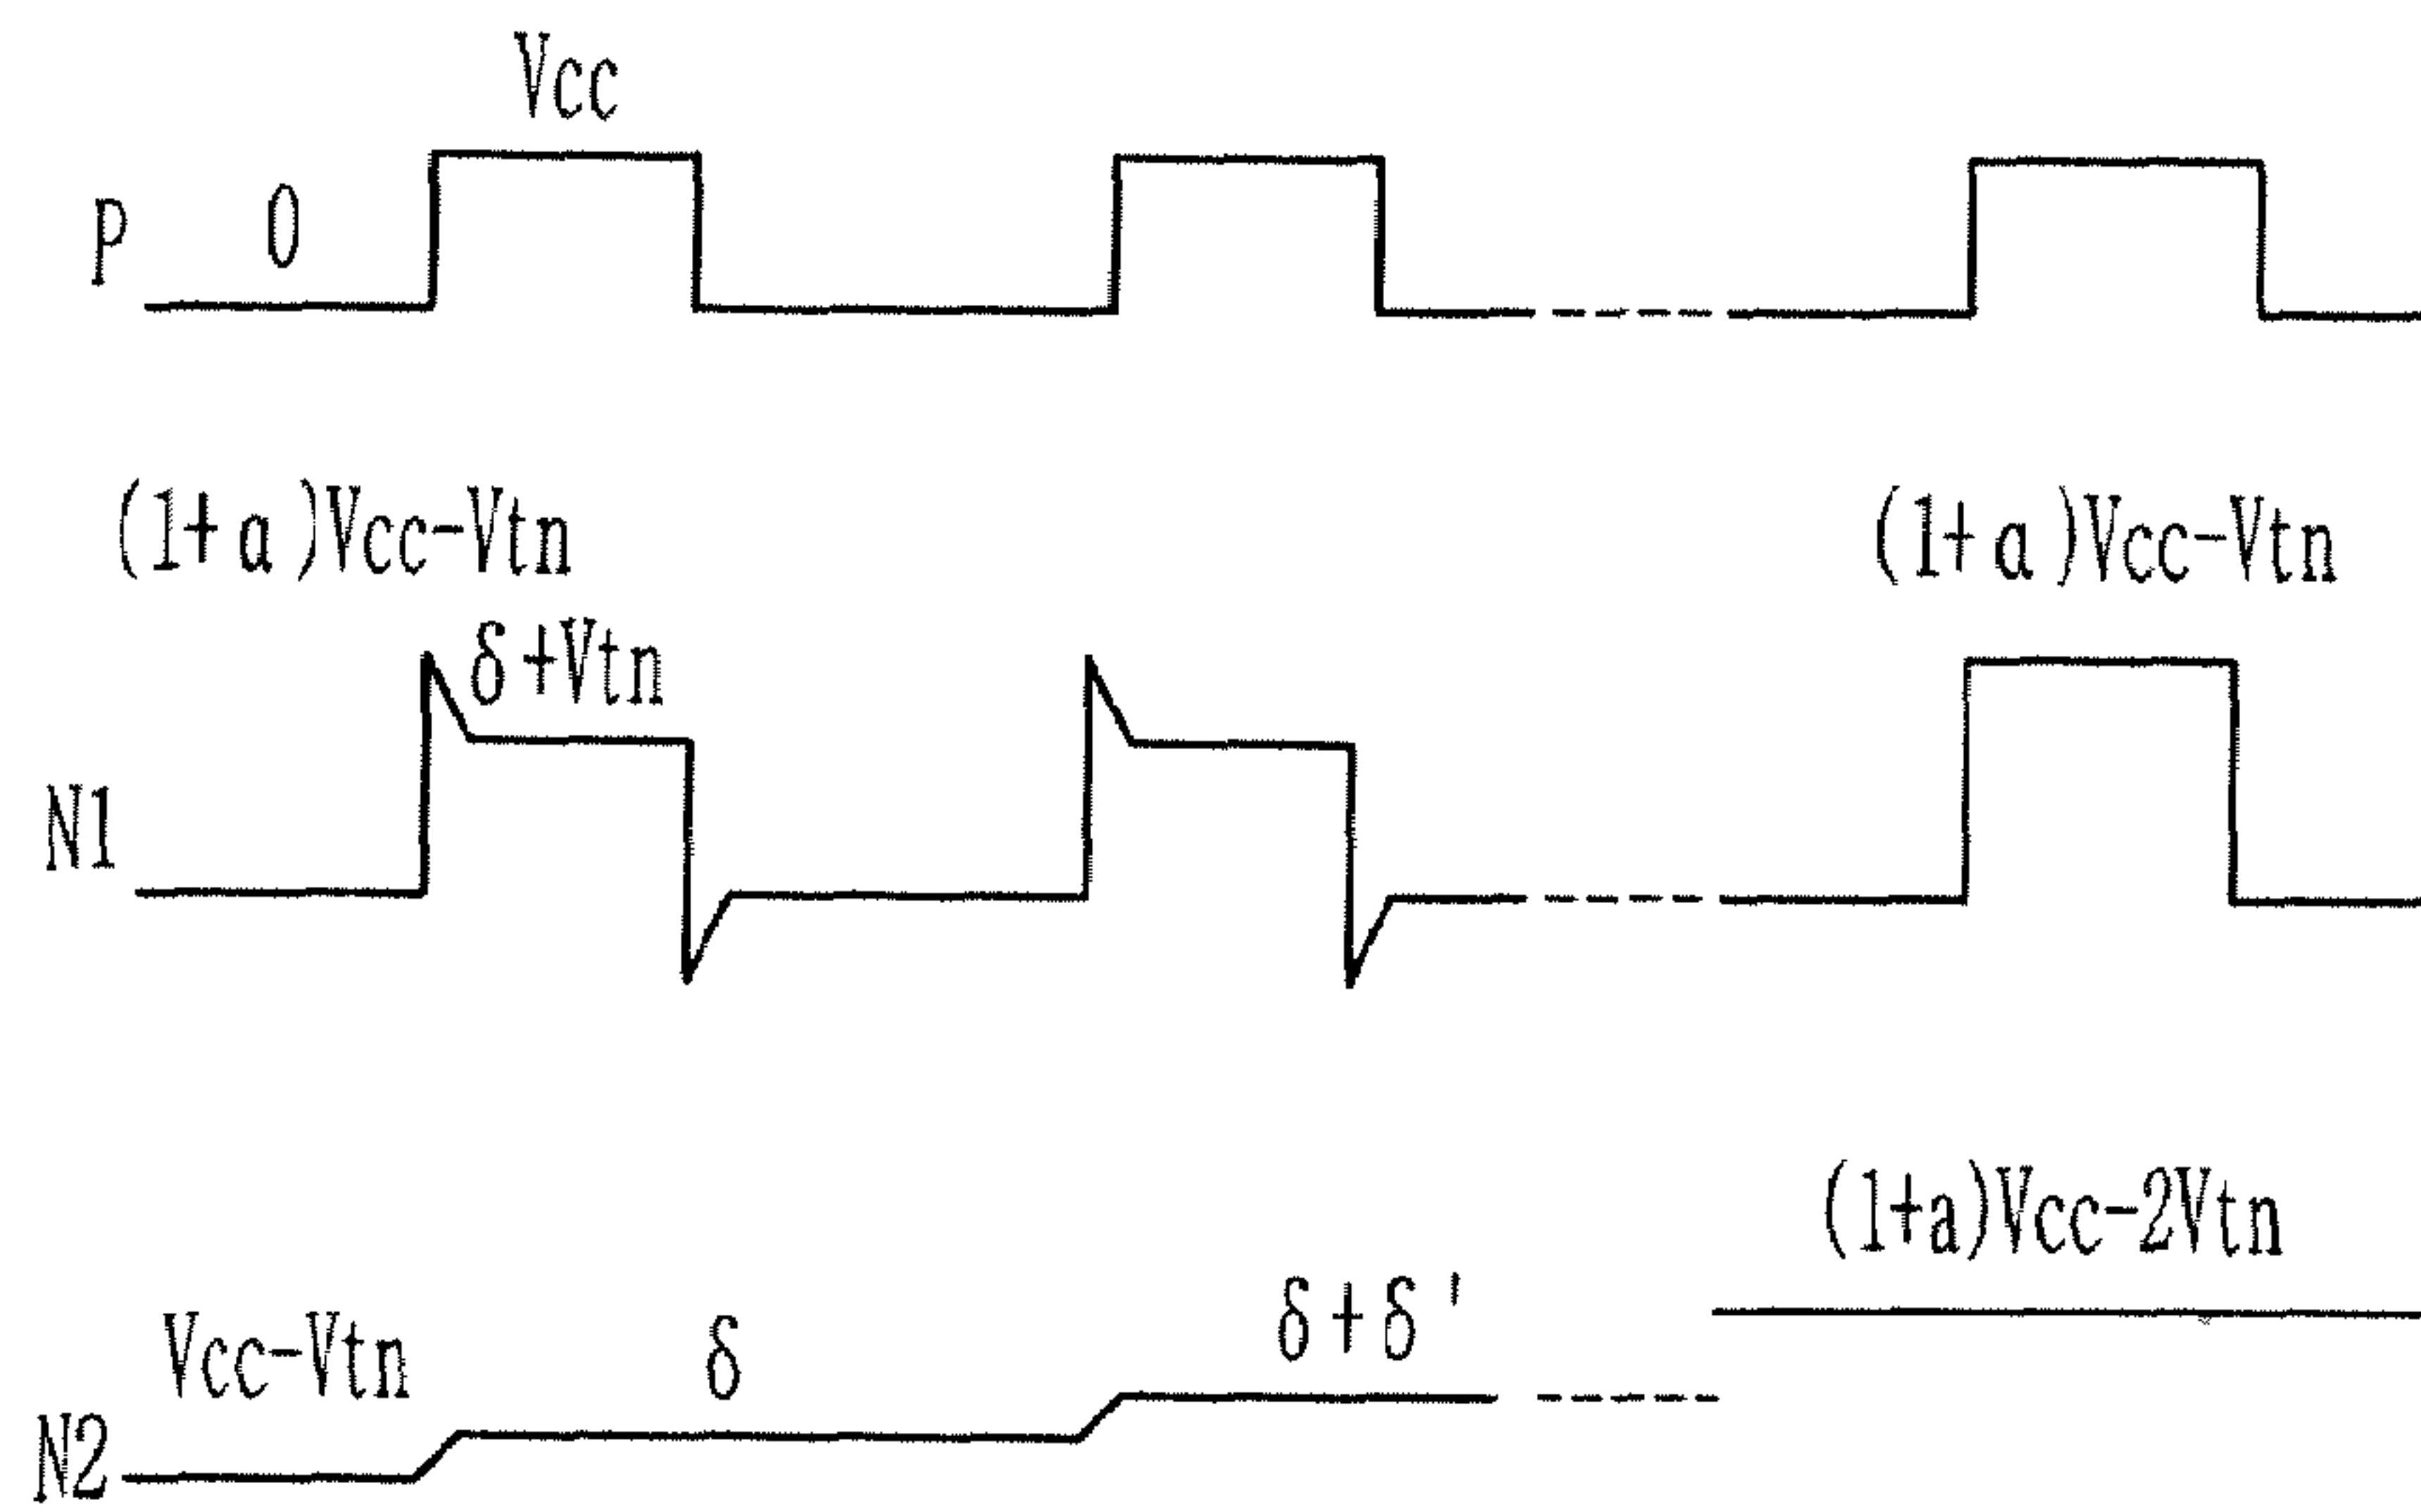 Vcc
P 0
(1+a)Vcc-Vtn (1+a)Vcc-Vtn
δ+Vtn
N1
(1+a)Vcc-2Vtn
Vcc-Vtn δ δ+δ'
N2